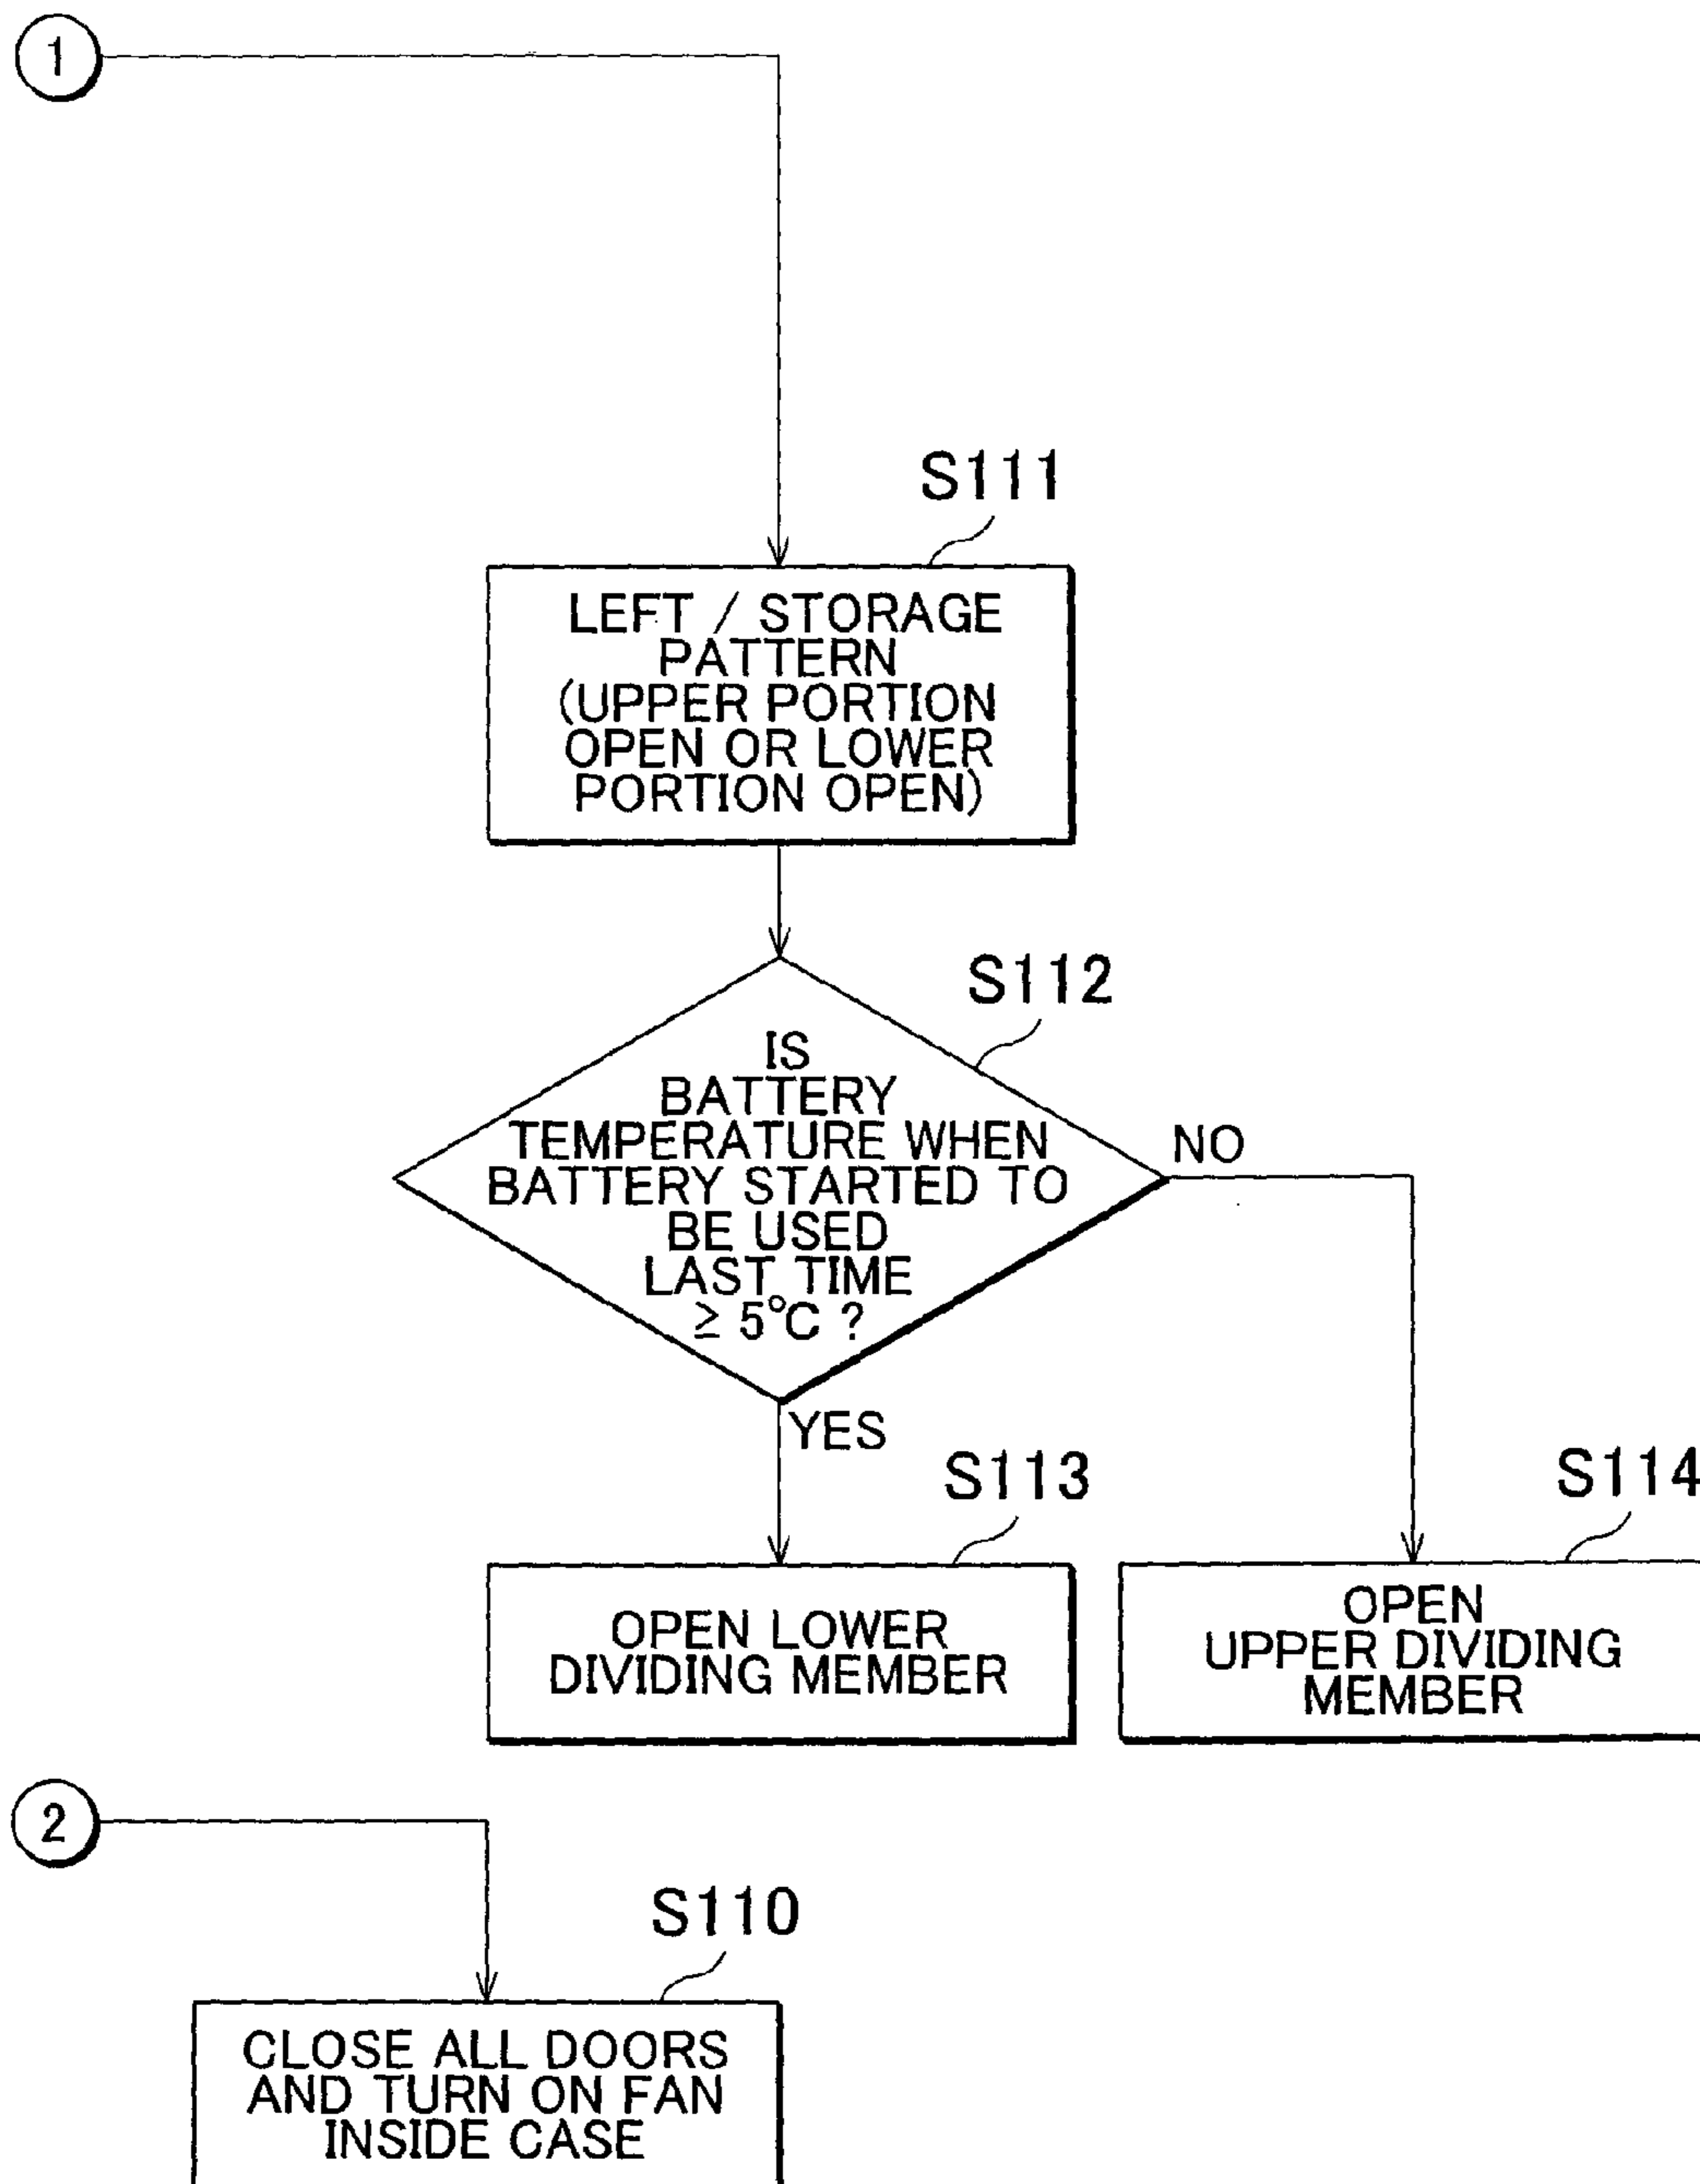 1
S111
LEFT / STORAGE
PATTERN
(UPPER PORTION
OPEN OR LOWER
PORTION OPEN)
S112
IS
BATTERY
TEMPERATURE WHEN
BATTERY STARTED TO
BE USED
LAST TIME
≥ 5℃ ?
NO
YES
S113
OPEN LOWER
DIVIDING MEMBER
S114
OPEN
UPPER DIVIDING
MEMBER
2
S110
CLOSE ALL DOORS
AND TURN ON FAN
INSIDE CASE